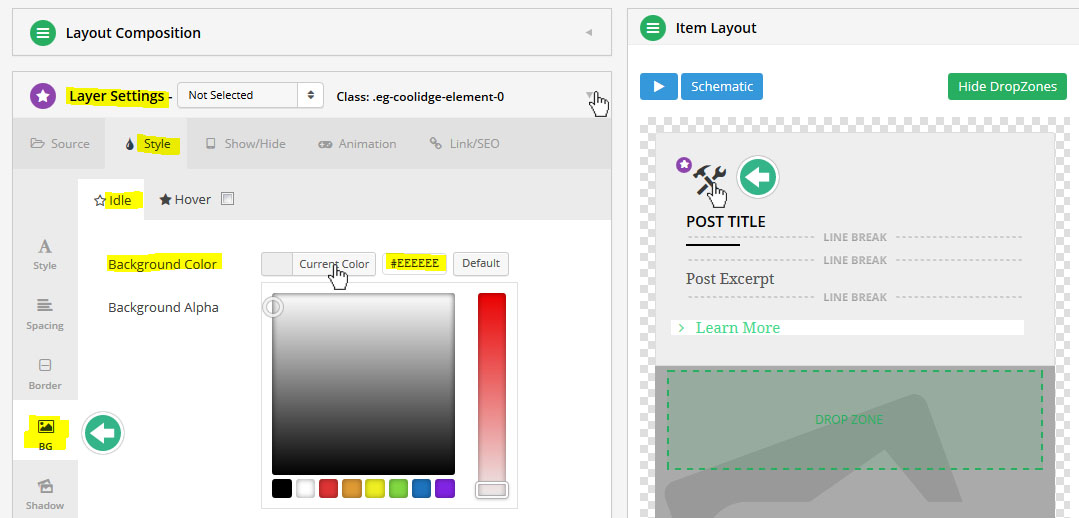 Layout Composition
Layer Settings - Not Selected Class: .eg-coolidge-element-0
Source Style Show/Hide Animation Link/SEO
Idle Hover
Style
Spacing
Border
BG
Shadow
Background Color Current Color #EEEEEE Default
Background Alpha
Item Layout
Schematic Hide DropZones
POST TITLE
LINE BREAK
LINE BREAK
Post Excerpt
LINE BREAK
Learn More
DROP ZONE